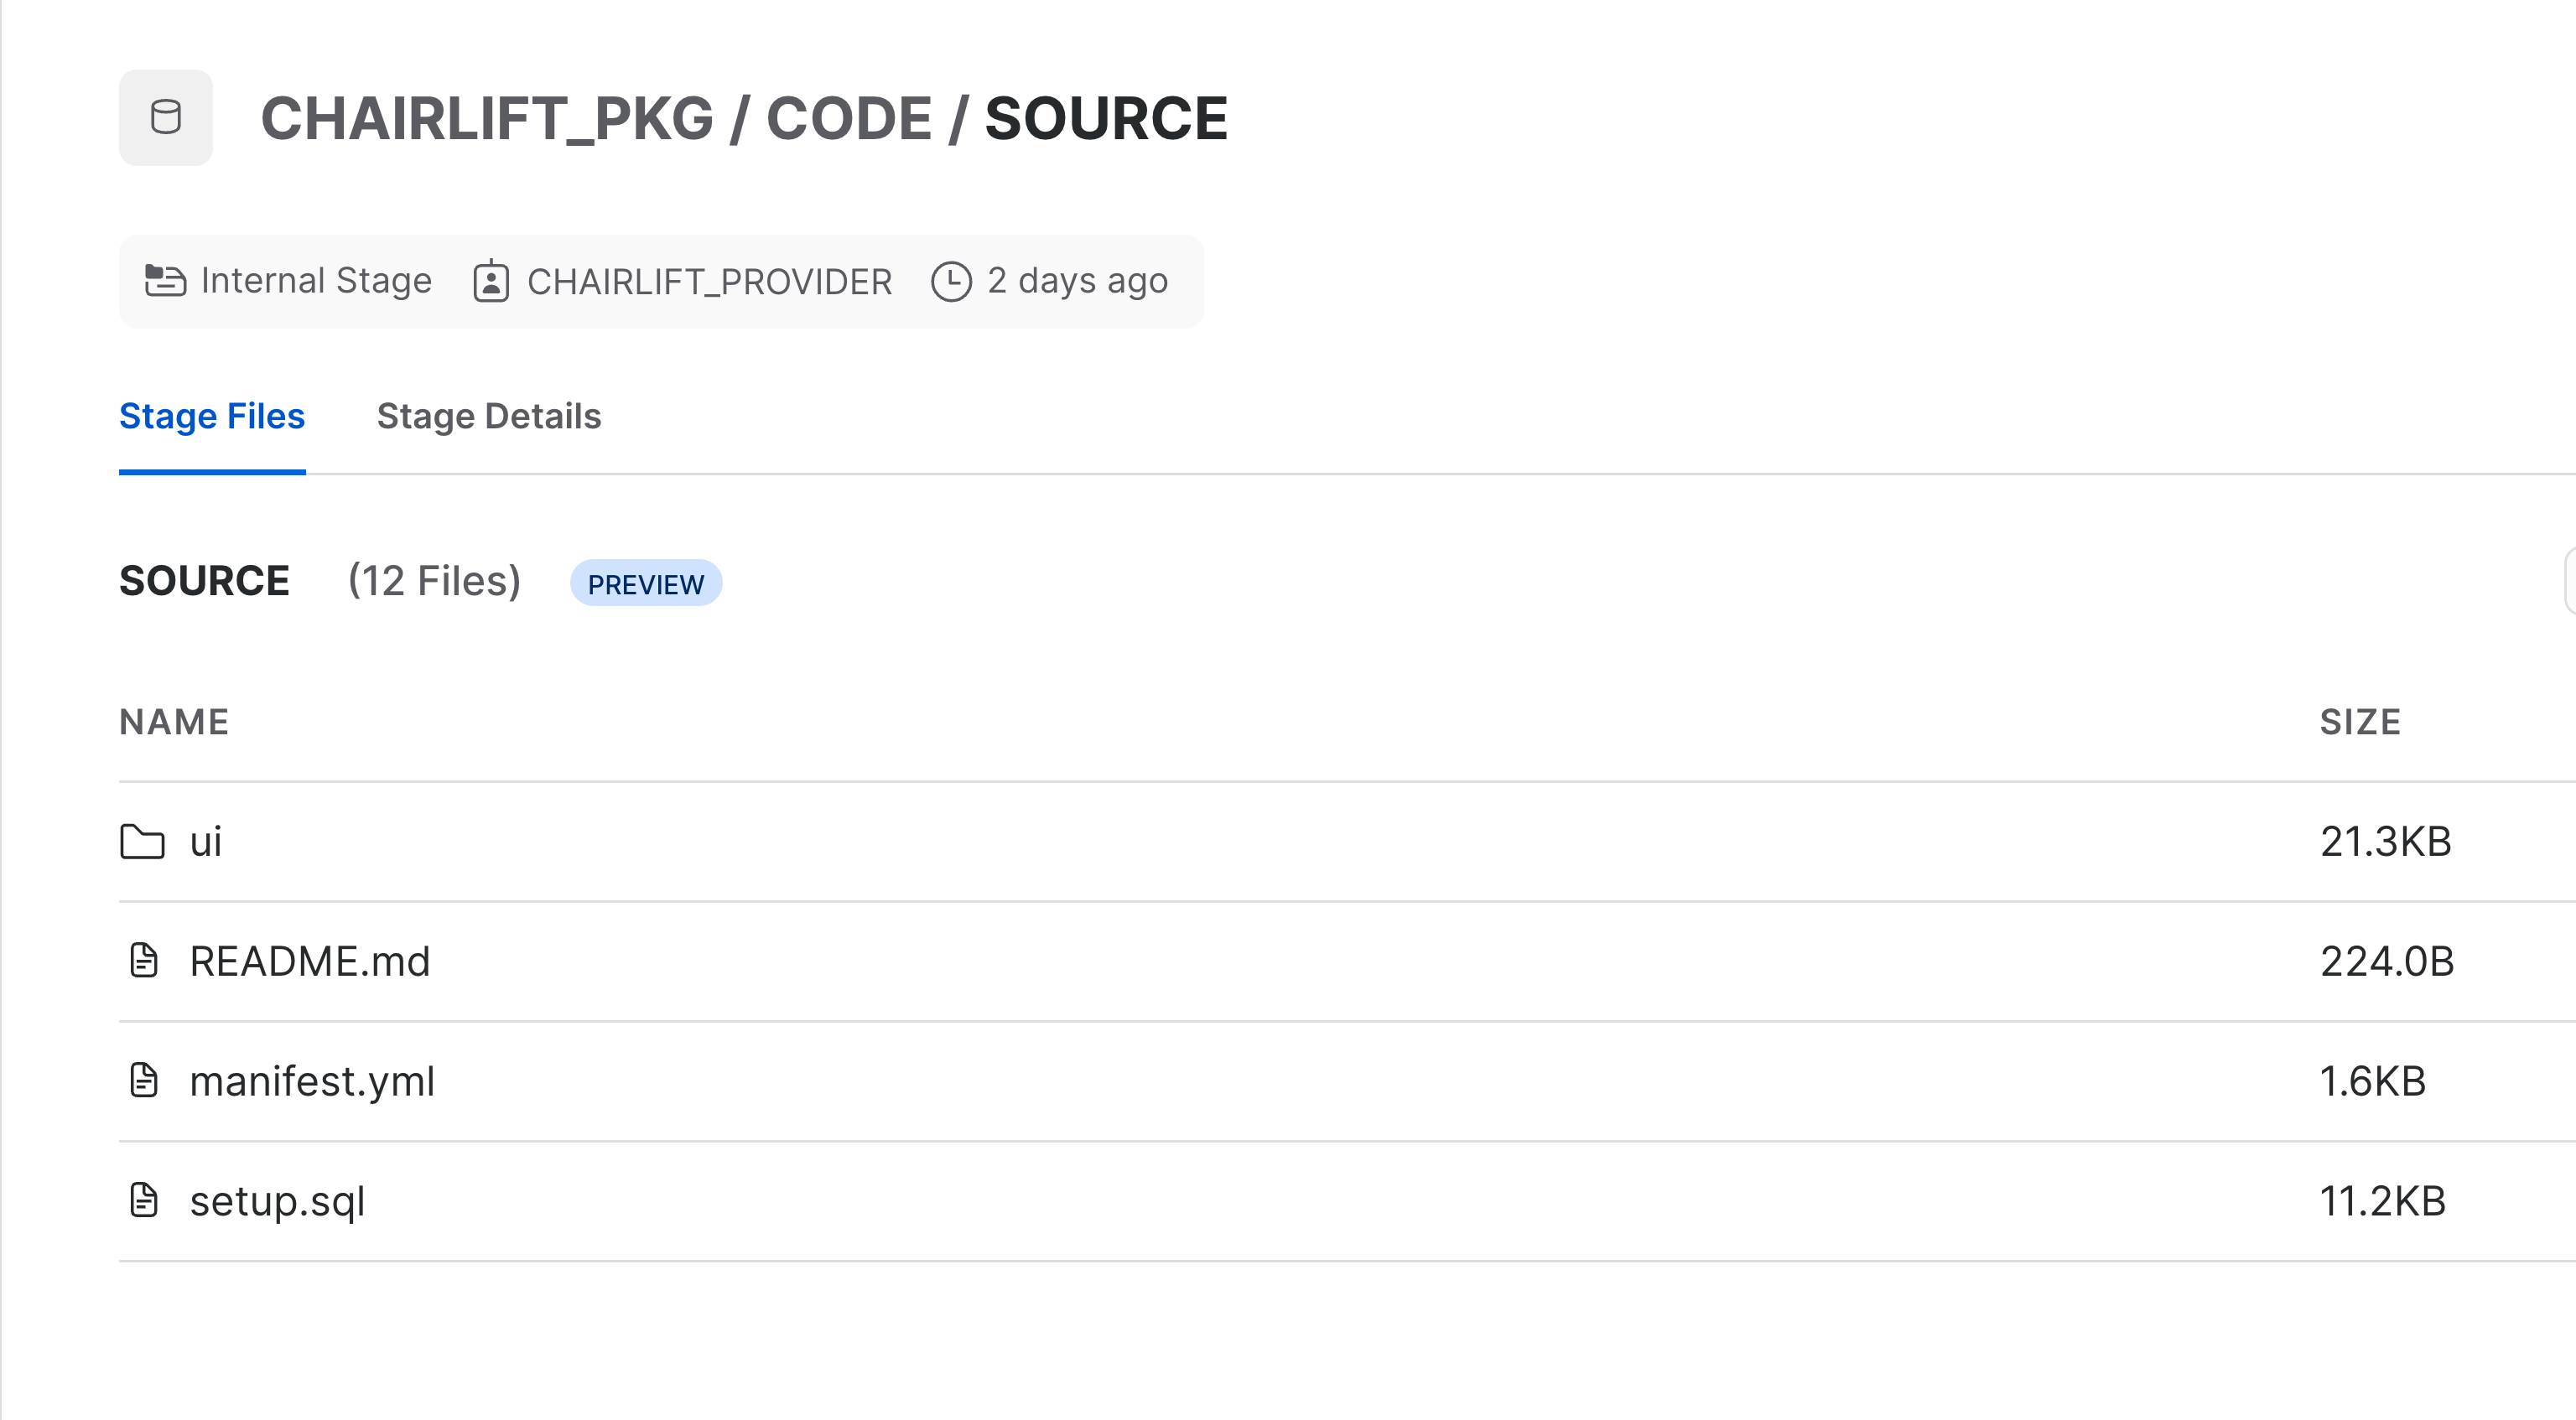 CHAIRLIFT_PKG / CODE / SOURCE
Internal Stage CHAIRLIFT_PROVIDER 2 days ago
Stage Files Stage Details
SOURCE (12 Files) PREVIEW
NAME SIZE
ui 21.3KB
README.md 224.0B
manifest.yml 1.6KB
setup.sql 11.2KB